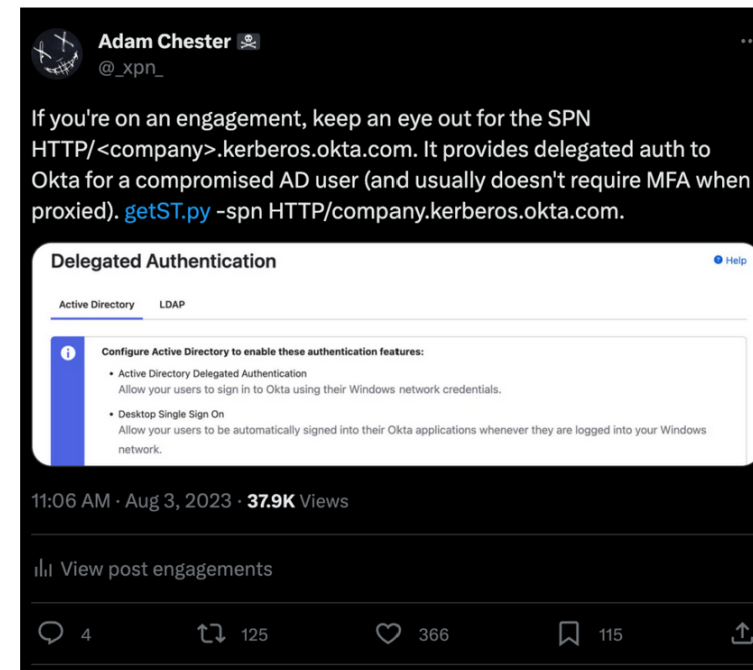 Adam Chester
@_xpn_
If you're on an engagement, keep an eye out for the SPN
HTTP/<company>.kerberos.okta.com. It provides delegated auth to
Okta for a compromised AD user (and usually doesn't require MFA when
proxied). getST.py -spn HTTP/company.kerberos.okta.com.
Delegated Authentication
Help
Active Directory LDAP
Configure Active Directory to enable these authentication features:
• Active Directory Delegated Authentication
Allow your users to sign in to Okta using their Windows network credentials.
• Desktop Single Sign On
Allow your users to be automatically signed into their Okta applications whenever they are logged into your Windows
network.
11:06 AM · Aug 3, 2023 · 37.9K Views
View post engagements
4 125 366 115